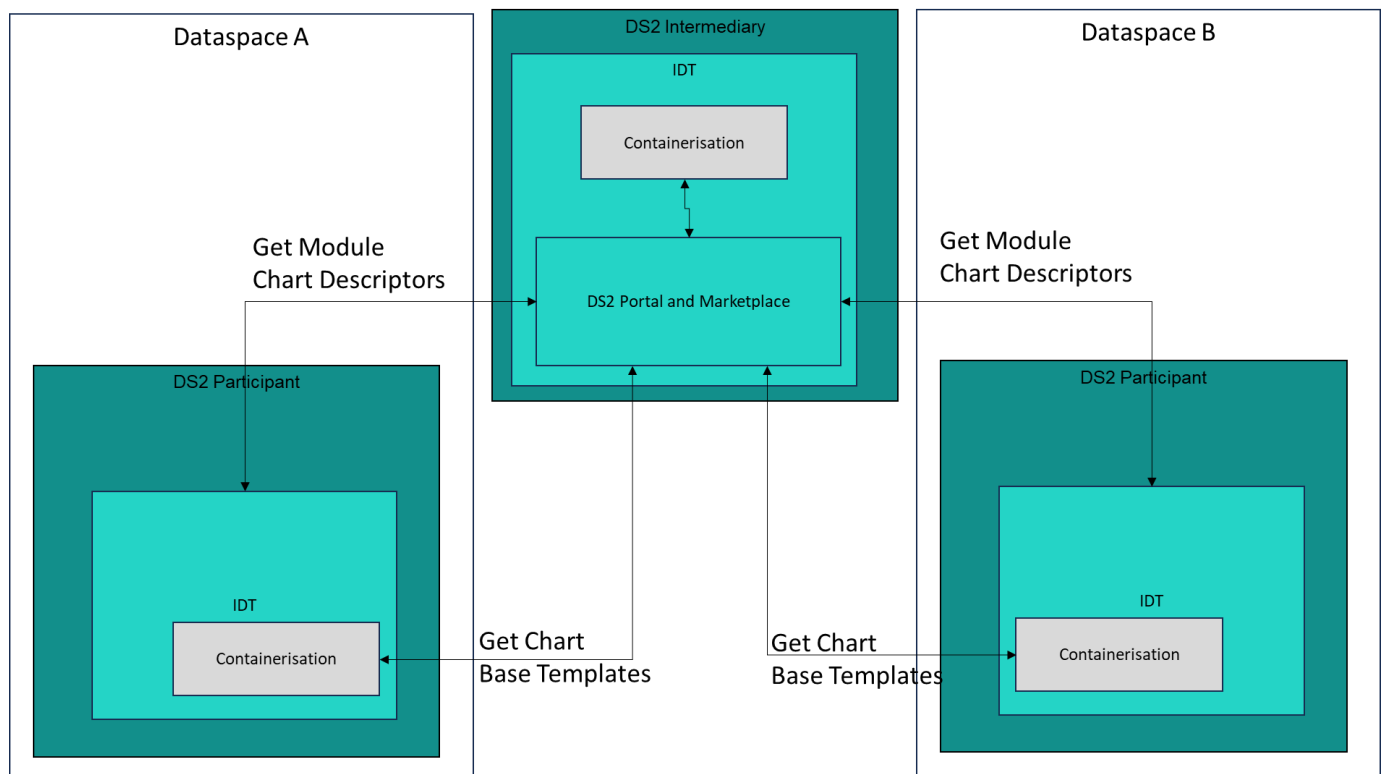 Dataspace A
DS2 Intermediary
Dataspace B
IDT
Containerisation
Get Module
Chart Descriptors
Get Module
Chart Descriptors
DS2 Portal and Marketplace
DS2 Participant
DS2 Participant
IDT
IDT
Containerisation
Get Chart
Base Templates
Get Chart
Base Templates
Containerisation